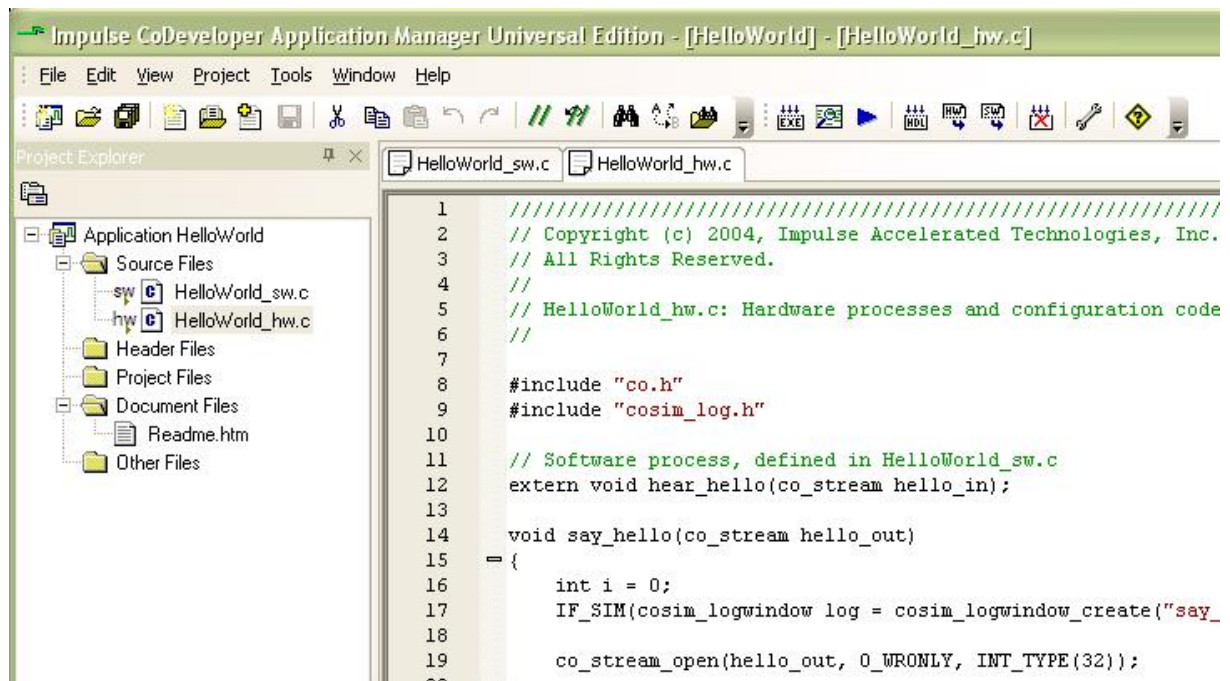 Impulse CoDeveloper Application Manager Universal Edition - [HelloWorld] - [HelloWorld_hw.c]
File Edit View Project Tools Window Help
EXE HDL HW SW
Project Explorer
HelloWorld_sw.c HelloWorld_hw.c
Application HelloWorld
Source Files
sw C HelloWorld_sw.c
hw C HelloWorld_hw.c
Header Files
Project Files
Document Files
Readme.htm
Other Files
1 ////////////////////////////////////////////////////////////
2 // Copyright (c) 2004, Impulse Accelerated Technologies, Inc.
3 // All Rights Reserved.
4 //
5 // HelloWorld_hw.c: Hardware processes and configuration code
6 //
7
8 #include "co.h"
9 #include "cosim_log.h"
10
11 // Software process, defined in HelloWorld_sw.c
12 extern void hear_hello(co_stream hello_in);
13
14 void say_hello(co_stream hello_out)
15 {
16 int i = 0;
17 IF_SIM(cosim_logwindow log = cosim_logwindow_create("say_
18
19 co_stream_open(hello_out, O_WRONLY, INT_TYPE(32));